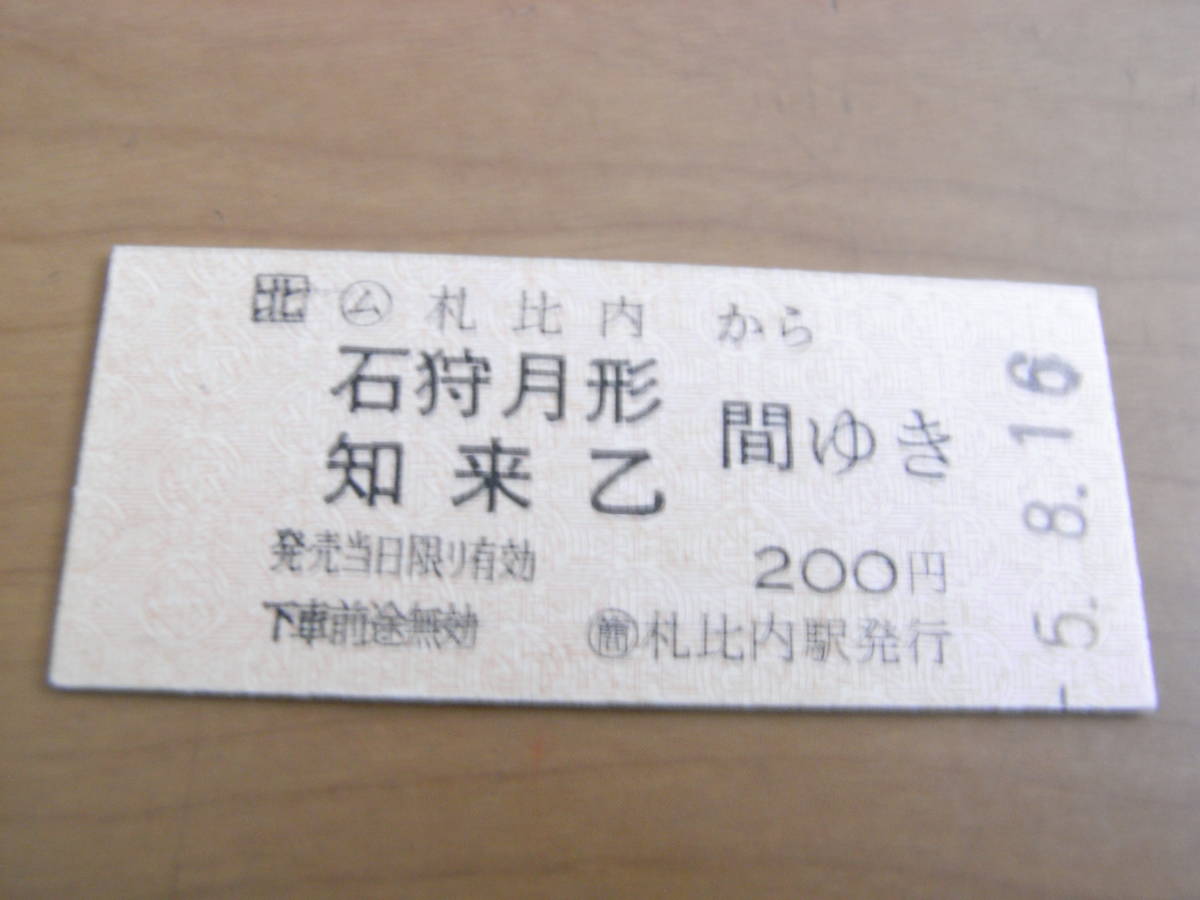 北 ㋰ 札比内 から
石狩月形
知来乙 間ゆき
発売当日限り有効 200円
下車前途無効 ㊢札比内駅発行
- 5. 8. 16